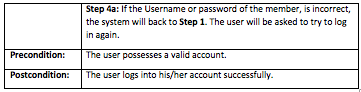 Step 4a: If the Username or password of the member, is incorrect,
the system will back to Step 1. The user will be asked to try to log
in again.
Precondition: The user possesses a valid account.
Postcondition: The user logs into his/her account successfully.